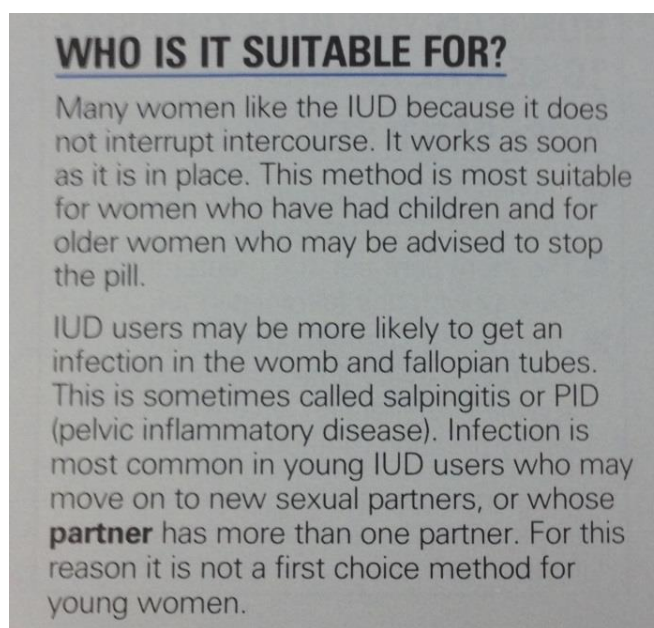 WHO IS IT SUITABLE FOR?
Many women like the IUD because it does
not interrupt intercourse. It works as soon
as it is in place. This method is most suitable
for women who have had children and for
older women who may be advised to stop
the pill.
IUD users may be more likely to get an
infection in the womb and fallopian tubes.
This is sometimes called salpingitis or PID
(pelvic inflammatory disease). Infection is
most common in young IUD users who may
move on to new sexual partners, or whose
partner has more than one partner. For this
reason it is not a first choice method for
young women.